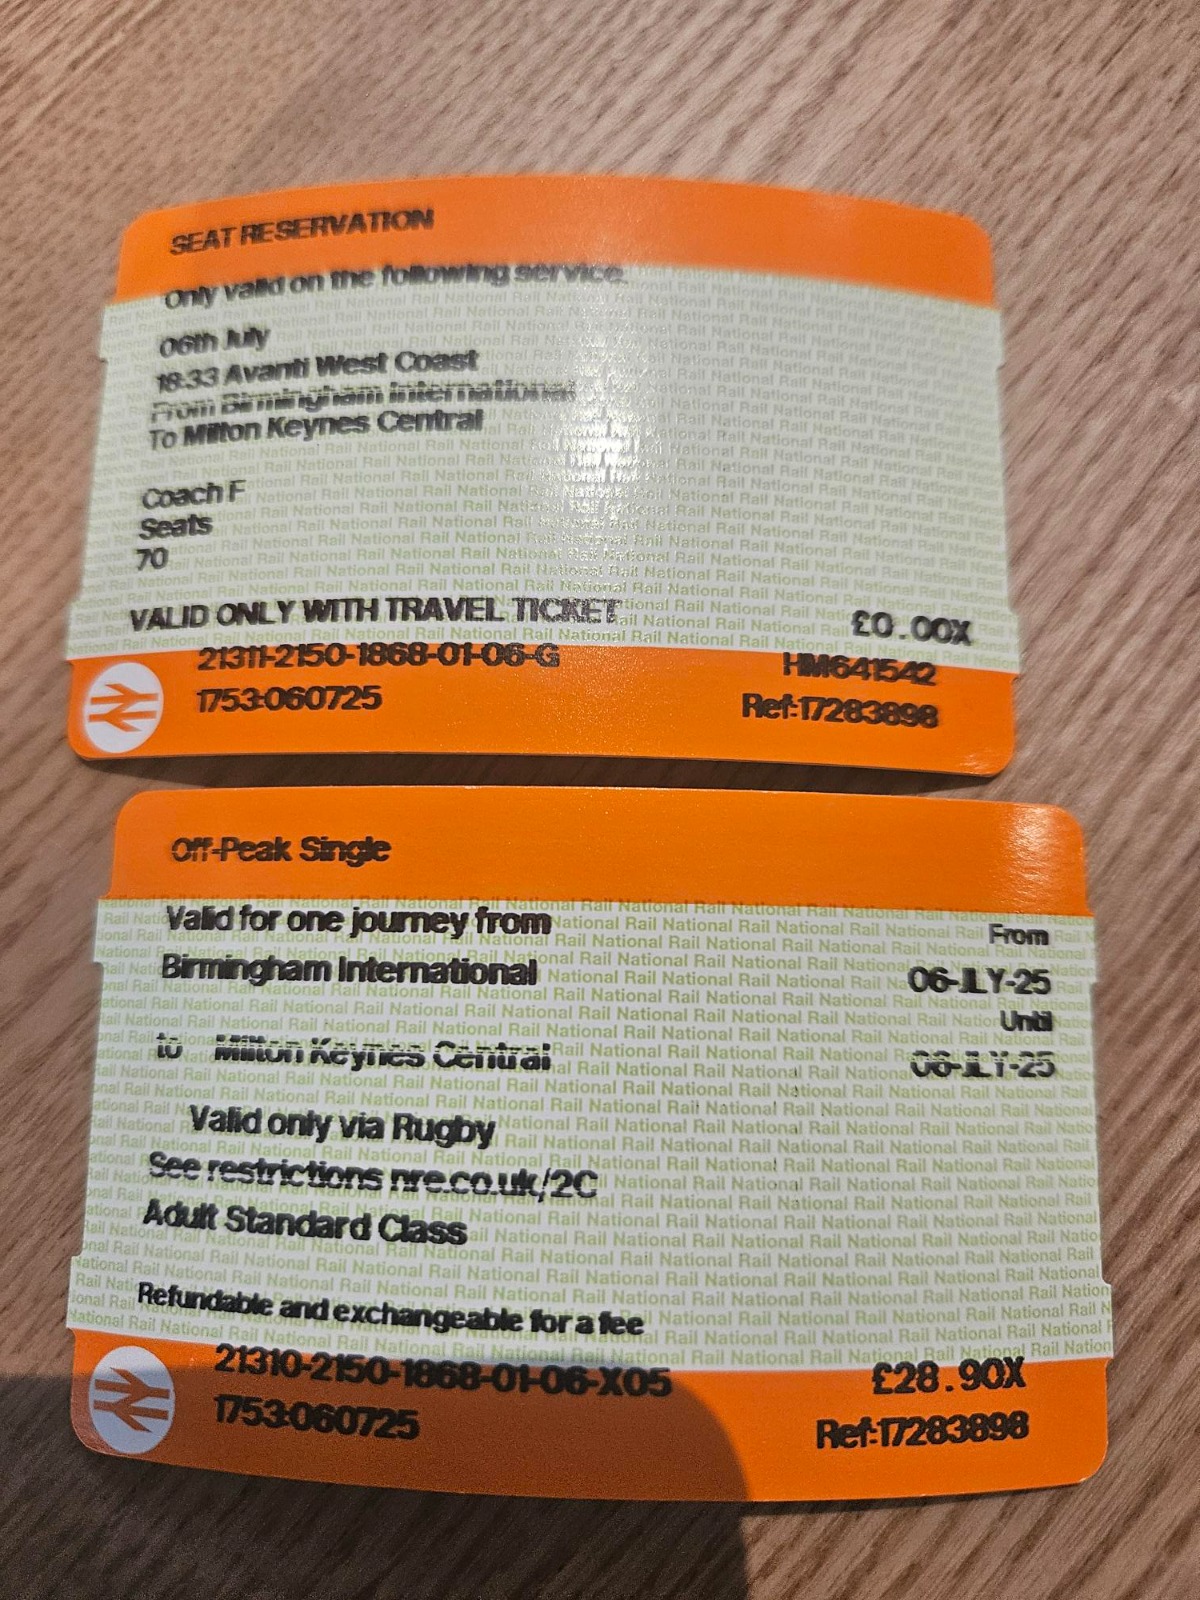 SEAT RESERVATION
Only valid on the following service.
06th July
18:33 Avanti West Coast
From Birmingham International
To Milton Keynes Central
Coach F
Seats
70
VALID ONLY WITH TRAVEL TICKET £0.00X
21311-2150-1868-01-06-G HM641542
1753:060725 Ref:17283898
Off-Peak Single
Valid for one journey from From
Birmingham International 06-JLY-25
Until
to Milton Keynes Central 06-JLY-25
Valid only via Rugby
See restrictions nre.co.uk/2C
Adult Standard Class
Refundable and exchangeable for a fee
21310-2150-1868-01-06-X05 £28.90X
1753:060725 Ref:17283898